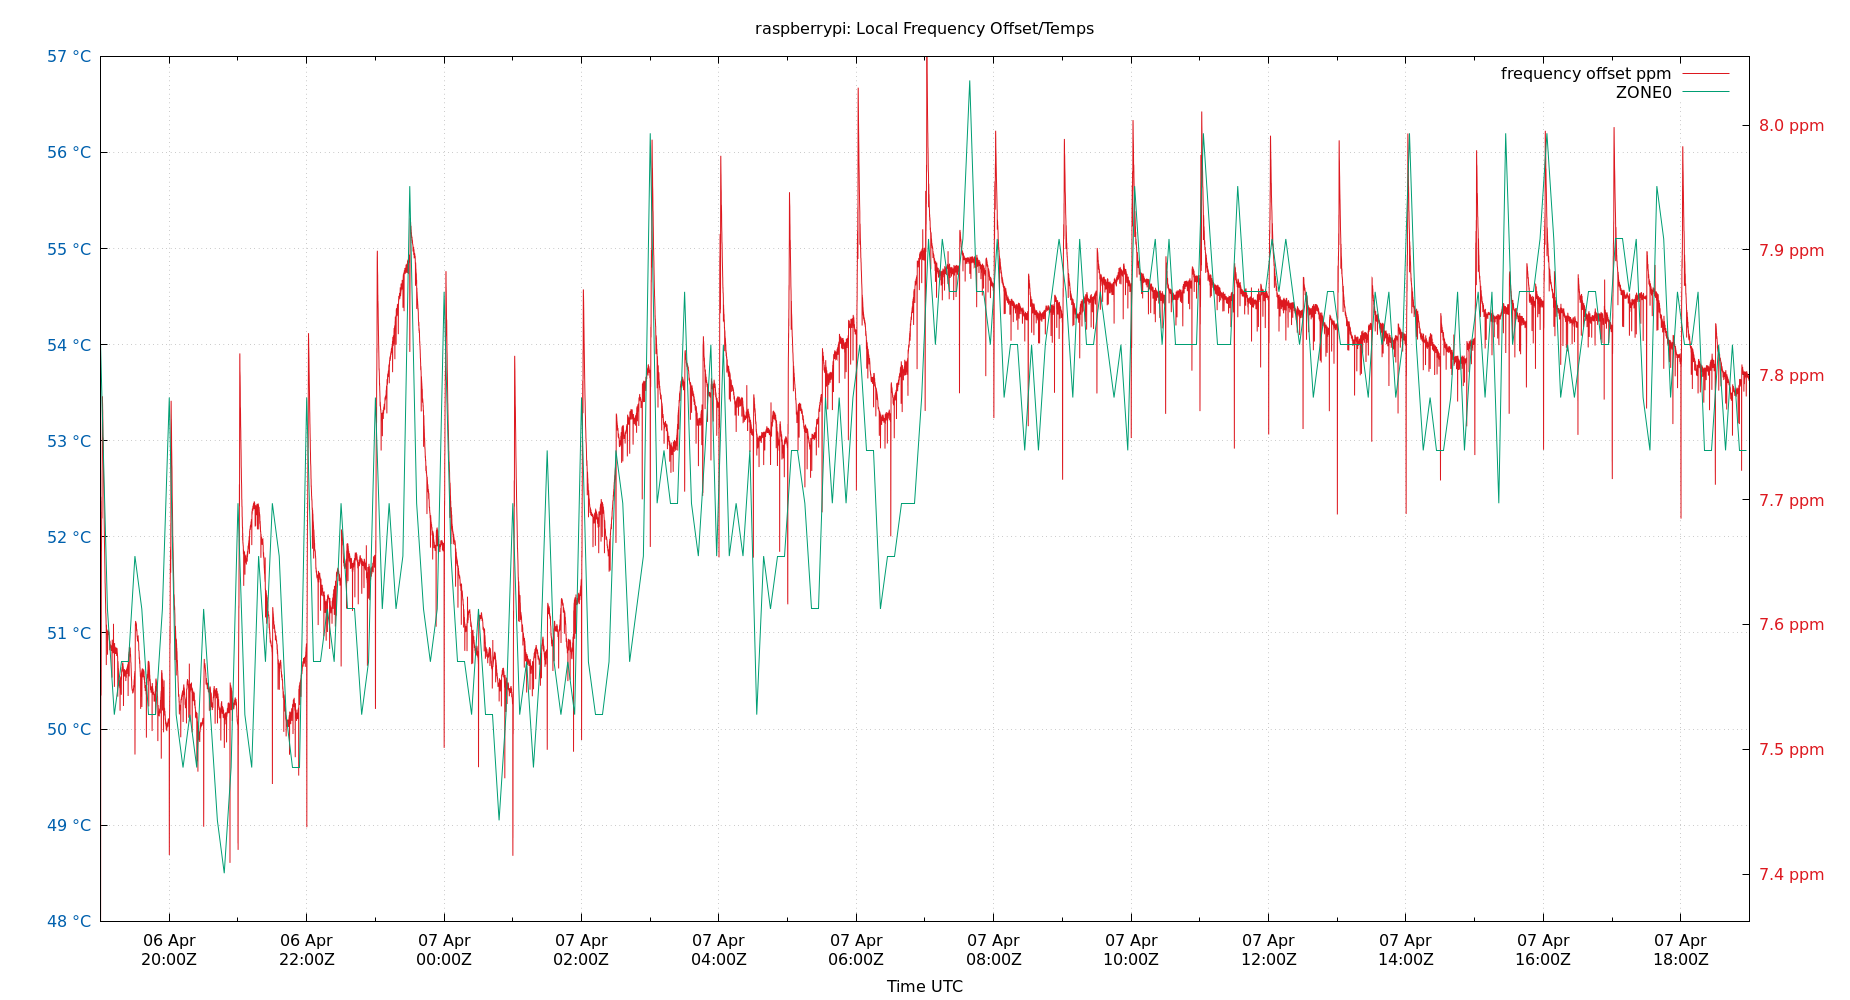 raspberrypi: Local Frequency Offset/Temps
frequency offset ppm
ZONE0
57 °C
56 °C
55 °C
54 °C
53 °C
52 °C
51 °C
50 °C
49 °C
48 °C
8.0 ppm
7.9 ppm
7.8 ppm
7.7 ppm
7.6 ppm
7.5 ppm
7.4 ppm
06 Apr 06 Apr 07 Apr 07 Apr 07 Apr 07 Apr 07 Apr 07 Apr 07 Apr 07 Apr 07 Apr 07 Apr
20:00Z 22:00Z 00:00Z 02:00Z 04:00Z 06:00Z 08:00Z 10:00Z 12:00Z 14:00Z 16:00Z 18:00Z
Time UTC